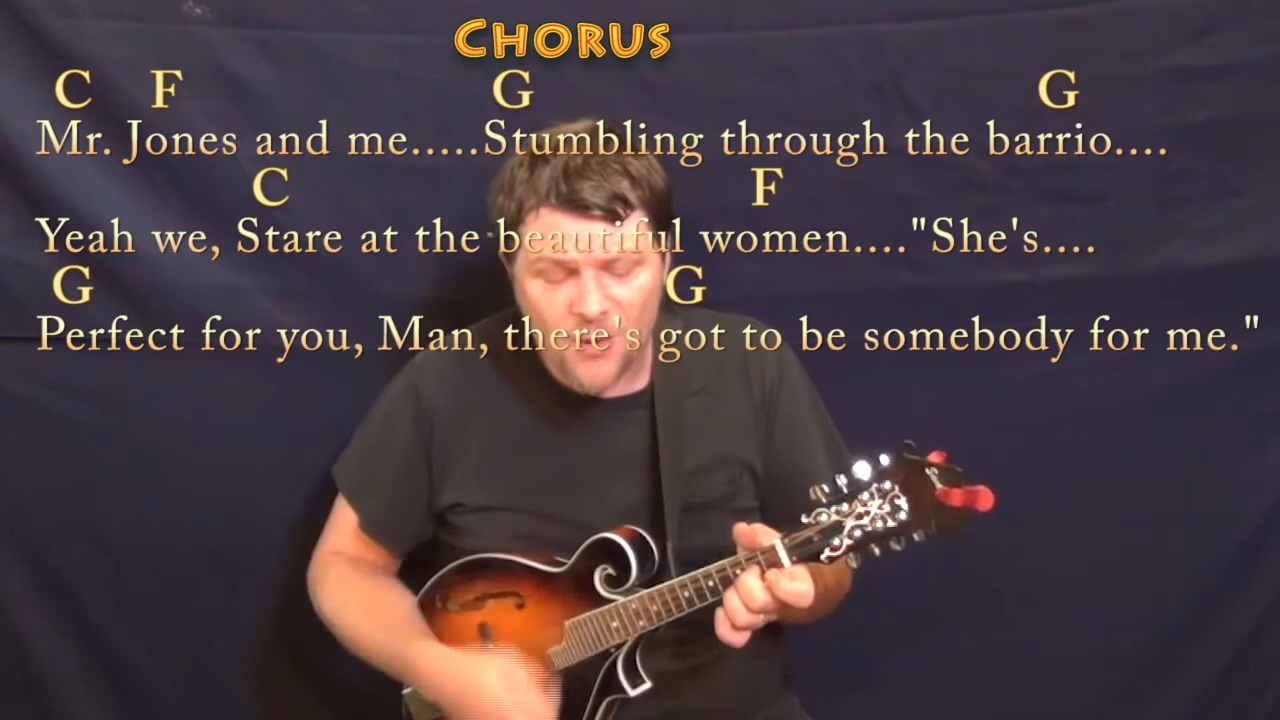 CHORUS
C F G G
Mr. Jones and me.....Stumbling through the barrio....
C F
Yeah we, Stare at the beautiful women...."She's....
G G
Perfect for you, Man, there's got to be somebody for me."